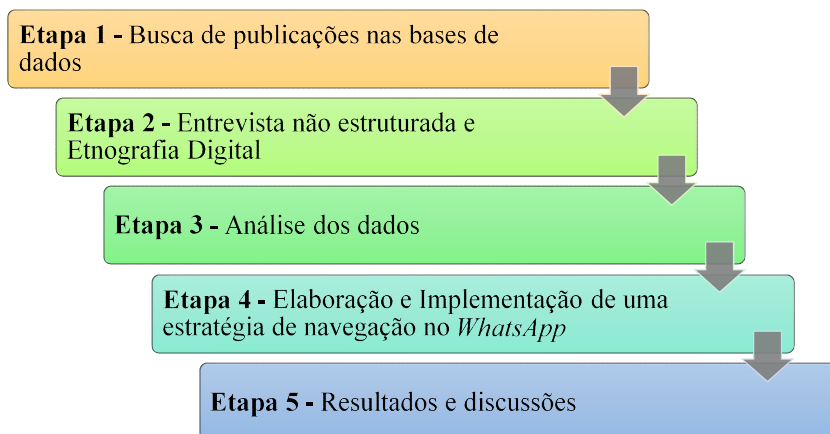 Etapa 1 - Busca de publicações nas bases de
dados
Etapa 2 - Entrevista não estruturada e
Etnografia Digital
Etapa 3 - Análise dos dados
Etapa 4 - Elaboração e Implementação de uma
estratégia de navegação no WhatsApp
Etapa 5 - Resultados e discussões